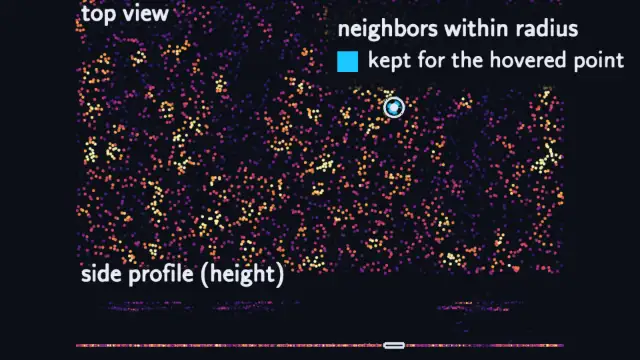 top view
neighbors within radius
kept for the hovered point
side profile (height)